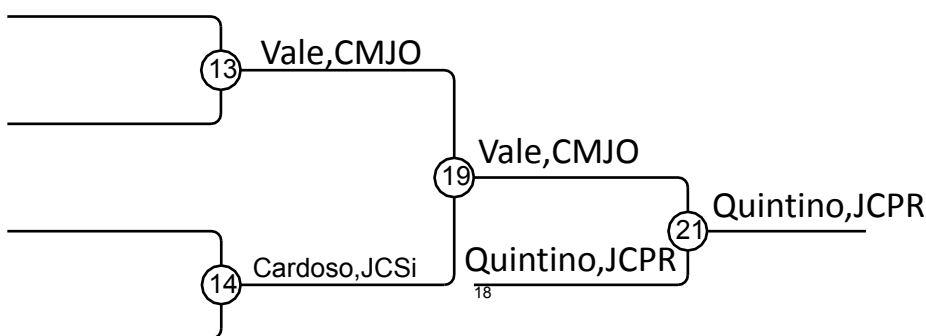 Vale,CMJO
13
Vale,CMJO
19
Quintino,JCPR
21
Quintino,JCPR
Cardoso,JCSi
14
18